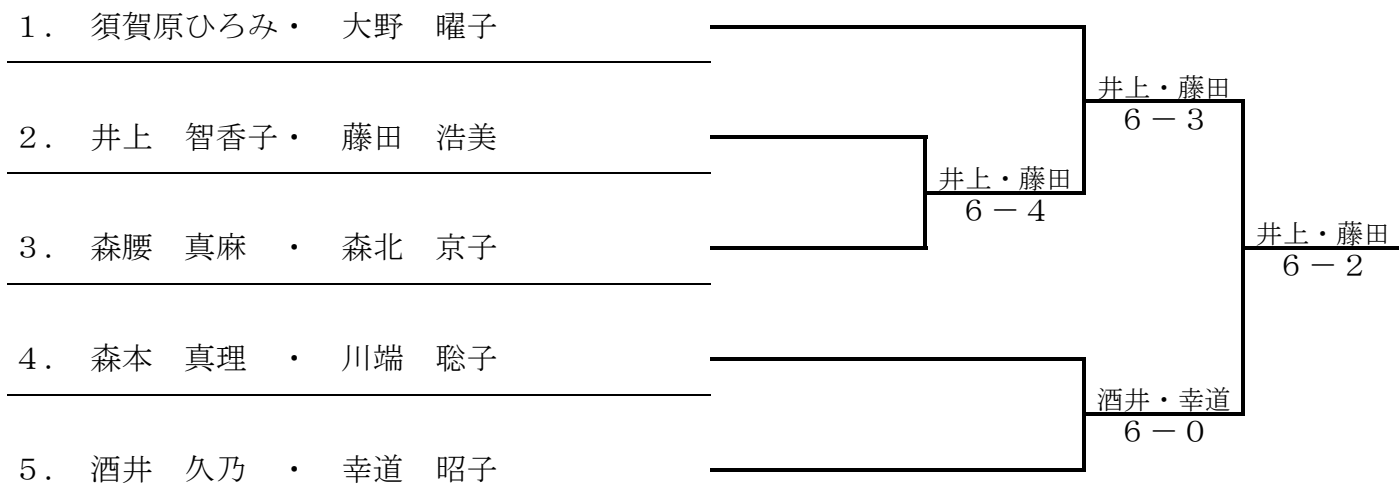 １．　須賀原ひろみ・　大野　曜子
井上・藤田
６－３
２．　井上　智香子・　藤田　浩美
井上・藤田
６－４
３．　森腰　真麻　・　森北　京子
井上・藤田
６－２
４．　森本　真理　・　川端　聡子
酒井・幸道
６－０
５．　酒井　久乃　・　幸道　昭子